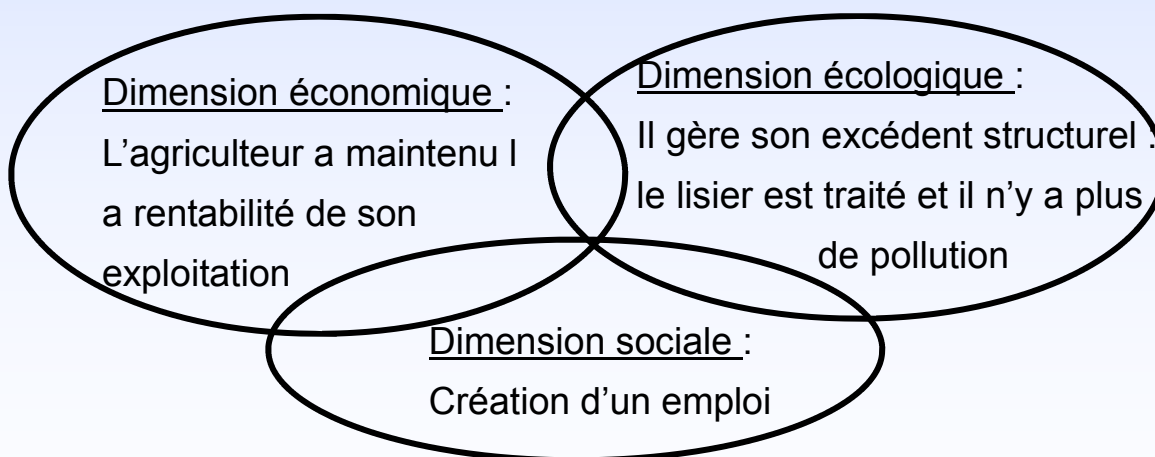 Dimension économique :
L’agriculteur a maintenu l
a rentabilité de son
exploitation
Dimension écologique :
Il gère son excédent structurel :
le lisier est traité et il n’y a plus
de pollution
Dimension sociale :
Création d’un emploi